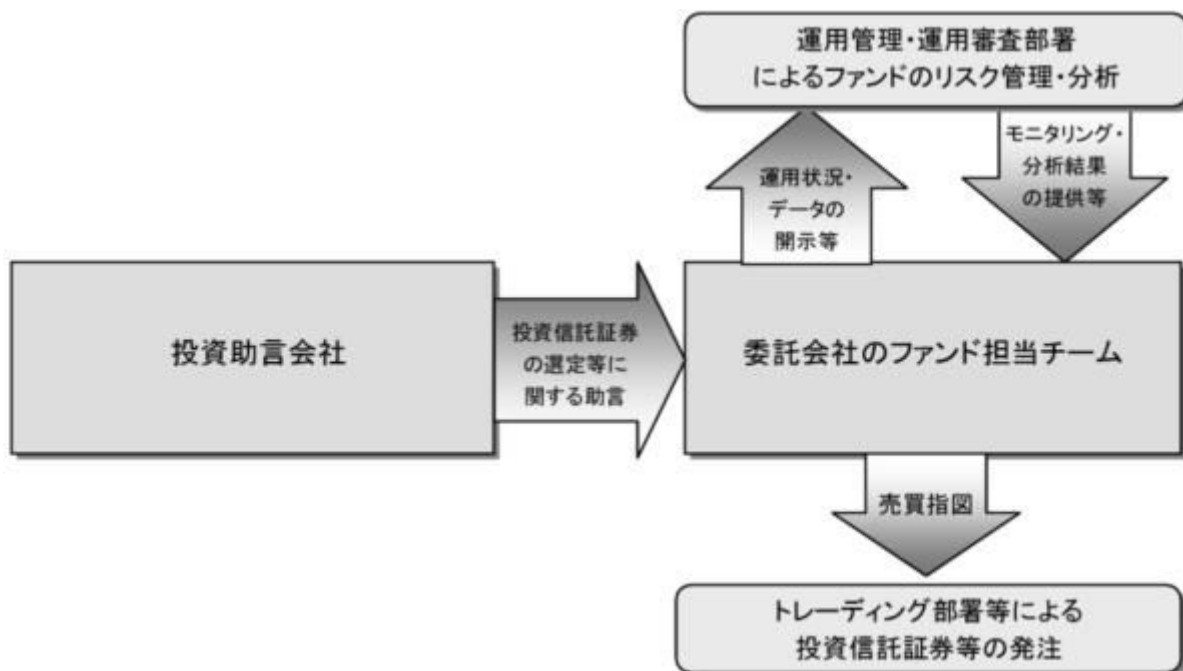 運用管理・運用審査部署
によるファンドのリスク管理・分析
運用状況・
データの
開示等
モニタリング・
分析結果
の提供等
投資助言会社
投資信託証券
の選定等に
関する助言
委託会社のファンド担当チーム
売買指図
トレーディング部署等による
投資信託証券等の発注